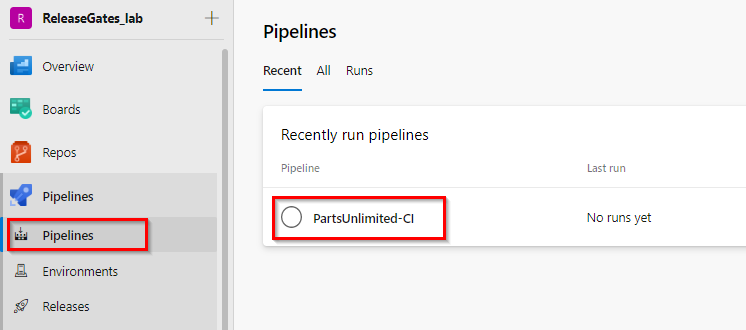 R ReleaseGates_lab +
Overview
Boards
Repos
Pipelines
Pipelines
Environments
Releases
Pipelines
Recent All Runs
Recently run pipelines
Pipeline Last run
PartsUnlimited-CI No runs yet